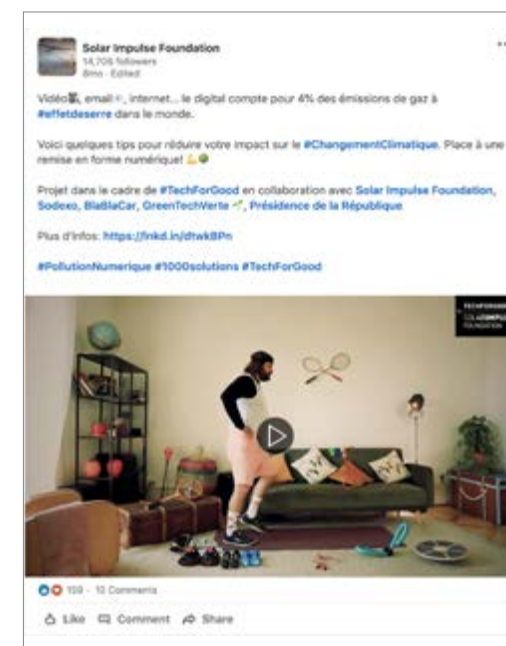 Solar Impulse Foundation
14,706 followers
8mo · Edited
Vidéo, email, internet... le digital compte pour 4% des émissions de gaz à
#effetdeserre dans le monde.
Voici quelques tips pour réduire votre impact sur le #ChangementClimatique. Place à une
remise en forme numérique!
Projet dans le cadre de #TechForGood en collaboration avec Solar Impulse Foundation,
Sodexo, BlaBlaCar, GreenTechVerte, Présidence de la République
Plus d'infos: https://lnkd.in/dtwkBPn
#PollutionNumerique #1000solutions #TechForGood
TECHFORGOOD
FOUNDATION
159 · 10 Comments
Like Comment Share